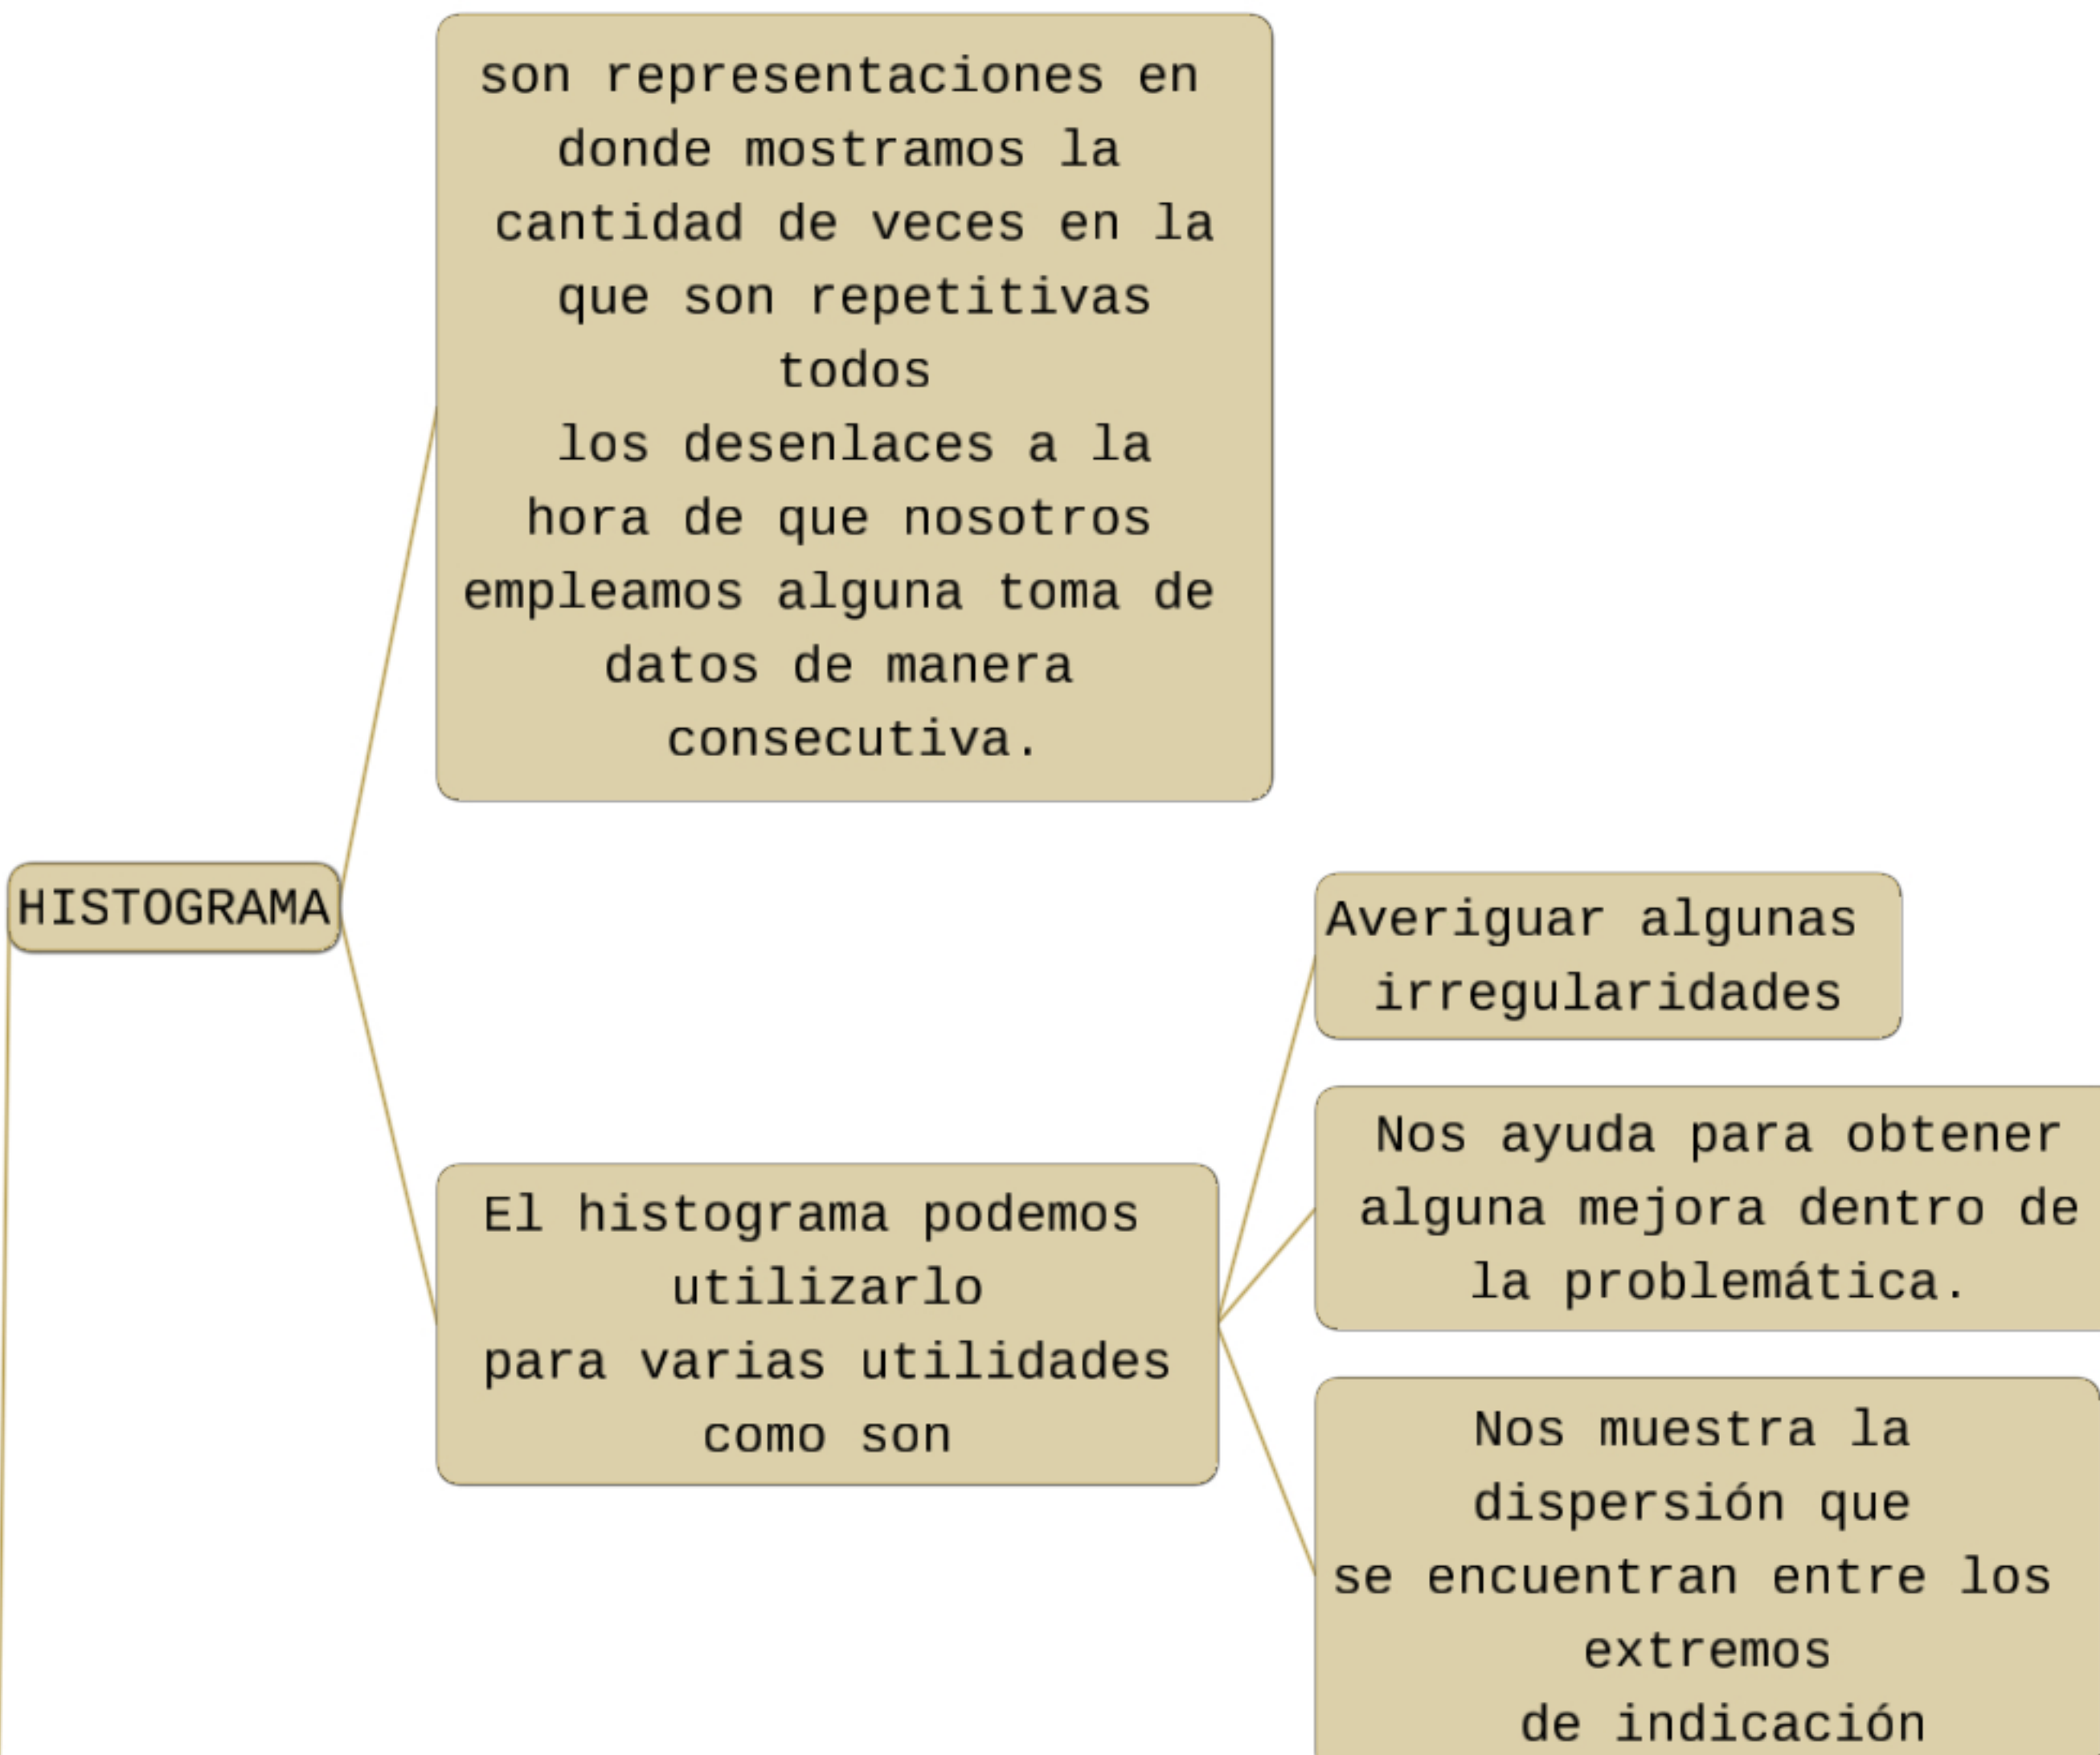 son representaciones en
donde mostramos la
cantidad de veces en la
que son repetitivas
todos
los desenlaces a la
hora de que nosotros
empleamos alguna toma de
datos de manera
consecutiva.
HISTOGRAMA
El histograma podemos
utilizarlo
para varias utilidades
como son
Averiguar algunas
irregularidades
Nos ayuda para obtener
alguna mejora dentro de
la problemática.
Nos muestra la
dispersión que
se encuentran entre los
extremos
de indicación